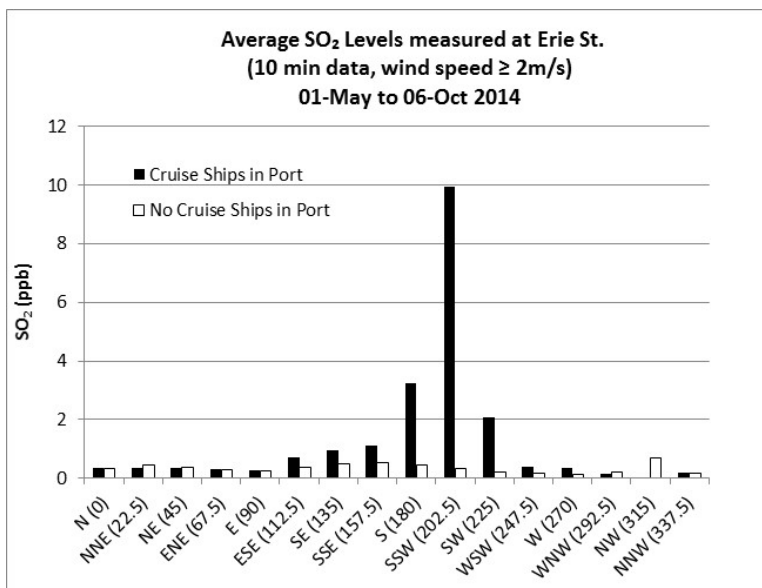 Average SO₂ Levels measured at Erie St.
(10 min data, wind speed ≥ 2m/s)
01-May to 06-Oct 2014
12
10
8
6
4
2
0
SO₂ (ppb)
Cruise Ships in Port
No Cruise Ships in Port
N (0)
NNE (22.5)
NE (45)
ENE (67.5)
E (90)
ESE (112.5)
SE (135)
SSE (157.5)
S (180)
SSW (202.5)
SW (225)
WSW (247.5)
W (270)
WNW (292.5)
NW (315)
NNW (337.5)